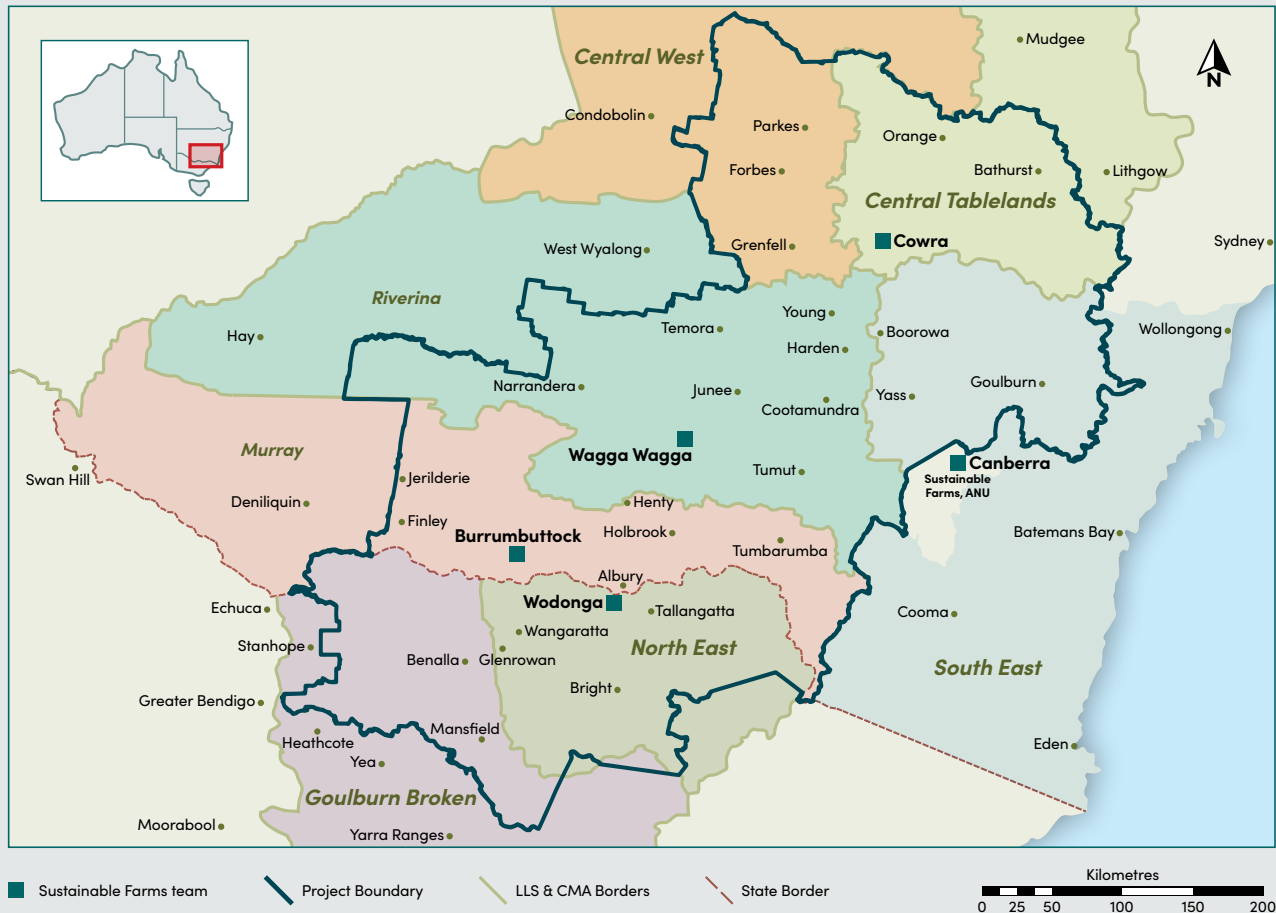 Mudgee
Central West
N
Condobolin
Parkes
Orange
Forbes
Bathurst
Lithgow
Central Tablelands
Cowra
Sydney
Grenfell
West Wyalong
Riverina
Young
Temora
Boorowa
Wollongong
Hay
Harden
Narrandera
Junee
Goulburn
Yass
Cootamundra
Murray
Wagga Wagga
Canberra
Sustainable
Farms, ANU
Swan Hill
Jerilderie
Tumut
Deniliquin
Henty
Finley
Holbrook
Batemans Bay
Burrumbuttock
Tumbarumba
Albury
Wodonga
Echuca
Tallangatta
Cooma
Wangaratta
Stanhope
North East
Benalla
Glenrowan
South East
Bright
Greater Bendigo
Mansfield
Heathcote
Eden
Yea
Goulburn Broken
Moorabool
Yarra Ranges
Sustainable Farms team
Project Boundary
LLS & CMA Borders
State Border
Kilometres
0 25 50 100 150 200